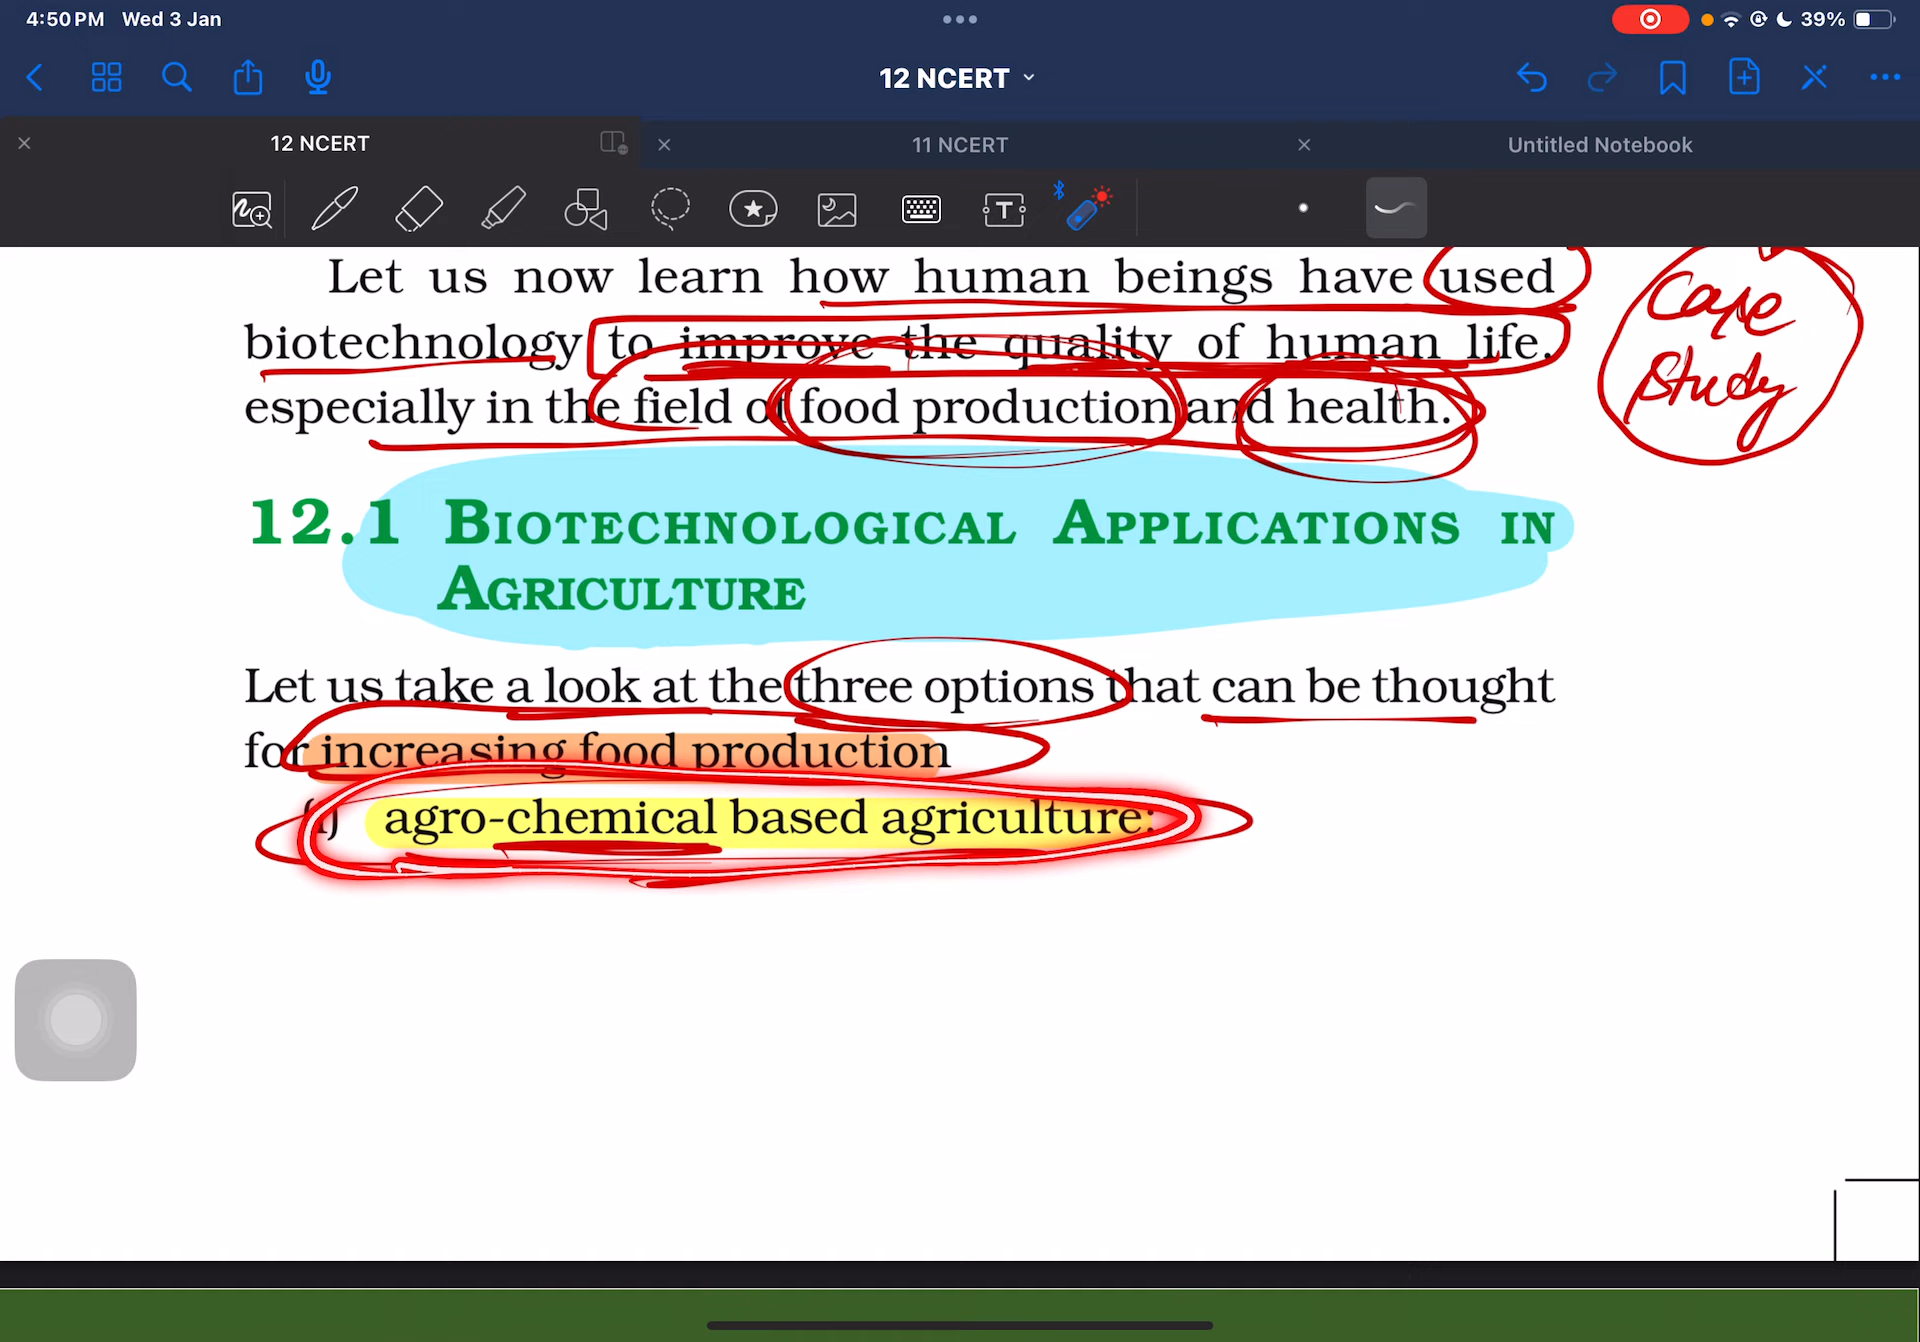 4:50 PM Wed 3 Jan
39%
12 NCERT
12 NCERT
11 NCERT
Untitled Notebook
T
Let us now learn how human beings have used
biotechnology to improve the quality of human life,
especially in the field of food production and health.
Case
Study
12.1 BIOTECHNOLOGICAL APPLICATIONS IN
AGRICULTURE
Let us take a look at the three options that can be thought
for increasing food production
(i) agro-chemical based agriculture;